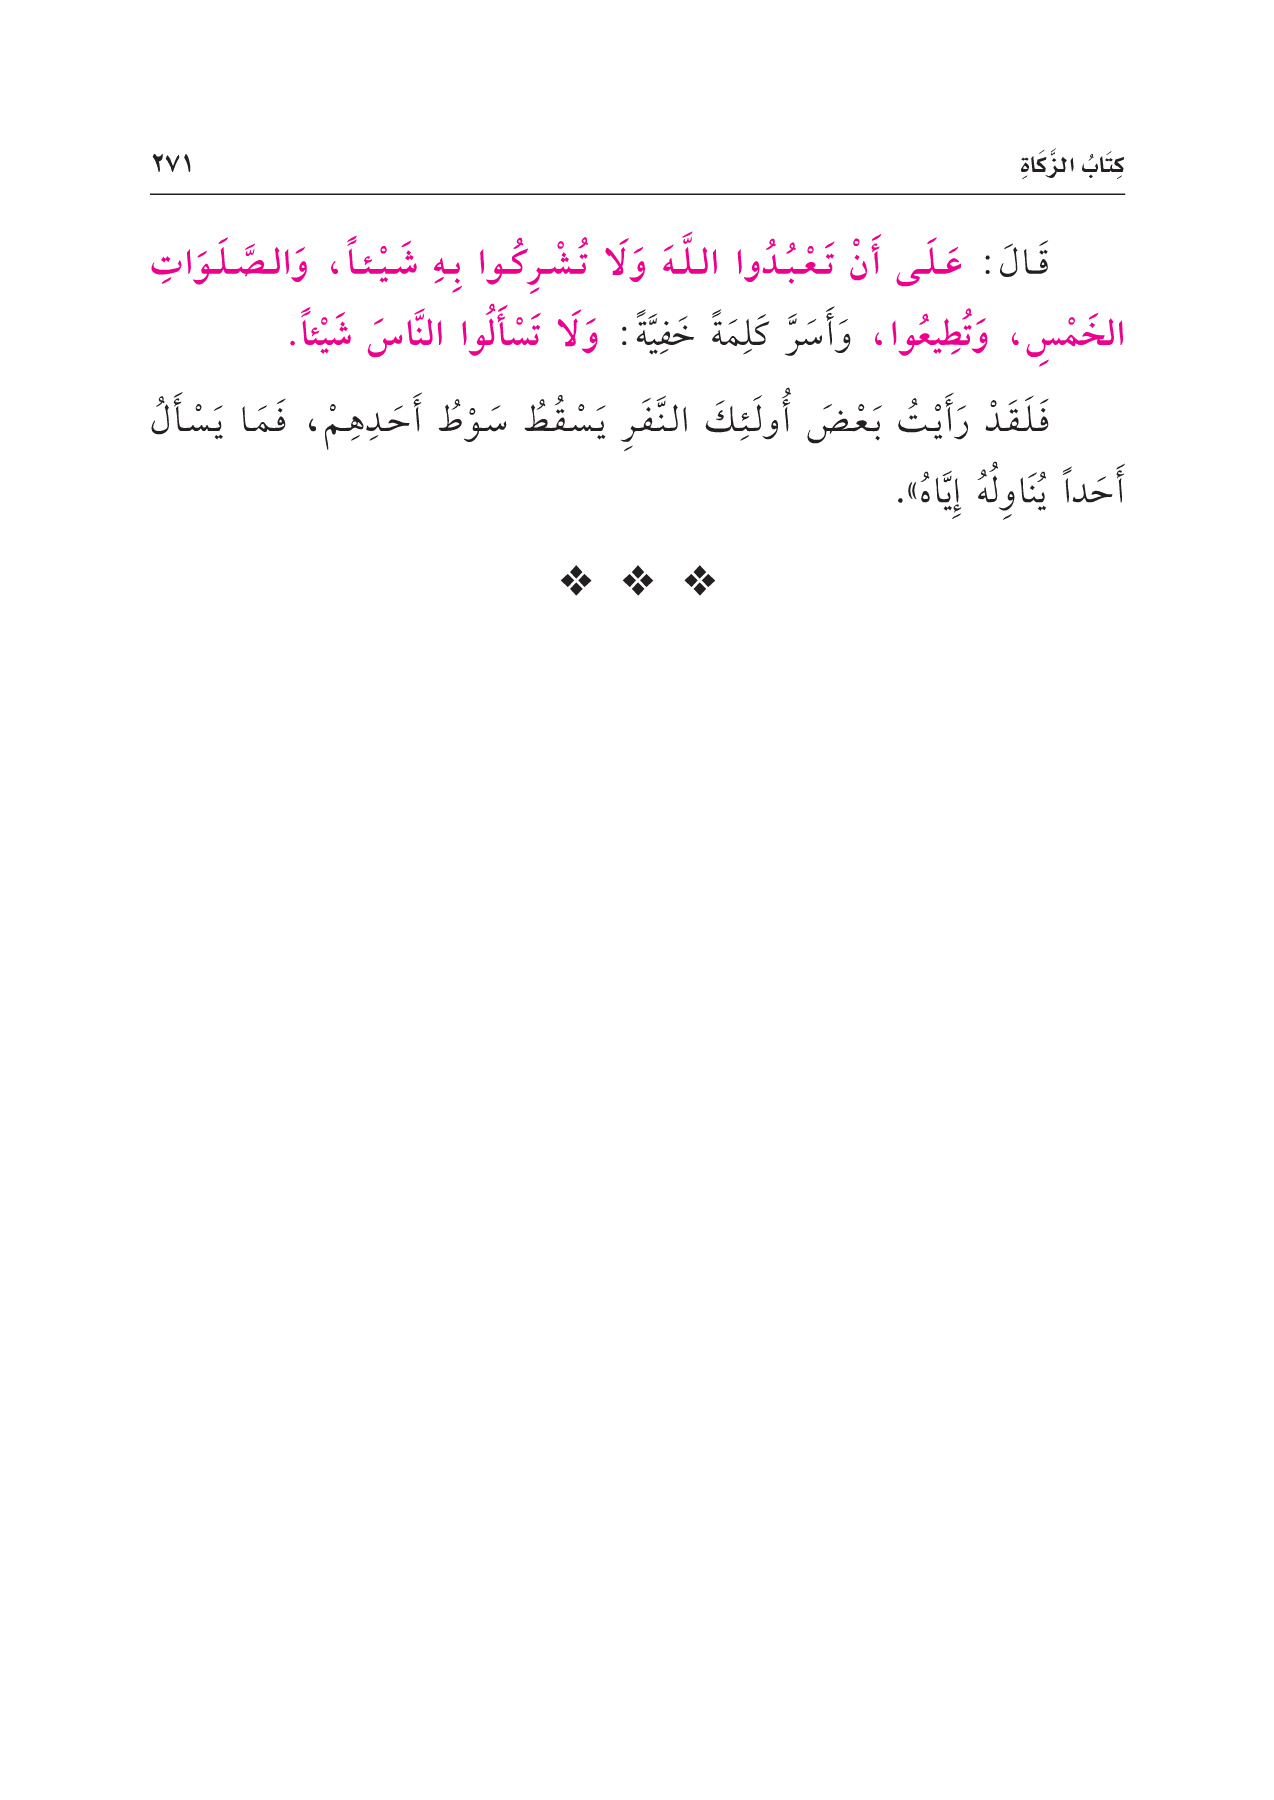 كِتَابُ الزَّكَاةِ ٢٧١
قَالَ: عَلَى أَنْ تَعْبُدُوا اللَّهَ وَلَا تُشْرِكُوا بِهِ شَيْئاً، وَالصَّلَوَاتِ
الخَمْسِ، وَتُطِيعُوا، وَأَسَرَّ كَلِمَةً خَفِيَّةً: وَلَا تَسْأَلُوا النَّاسَ شَيْئاً.
فَلَقَدْ رَأَيْتُ بَعْضَ أُولَئِكَ النَّفَرِ يَسْقُطُ سَوْطُ أَحَدِهِمْ، فَمَا يَسْأَلُ
أَحَداً يُنَاوِلُهُ إِيَّاهُ».